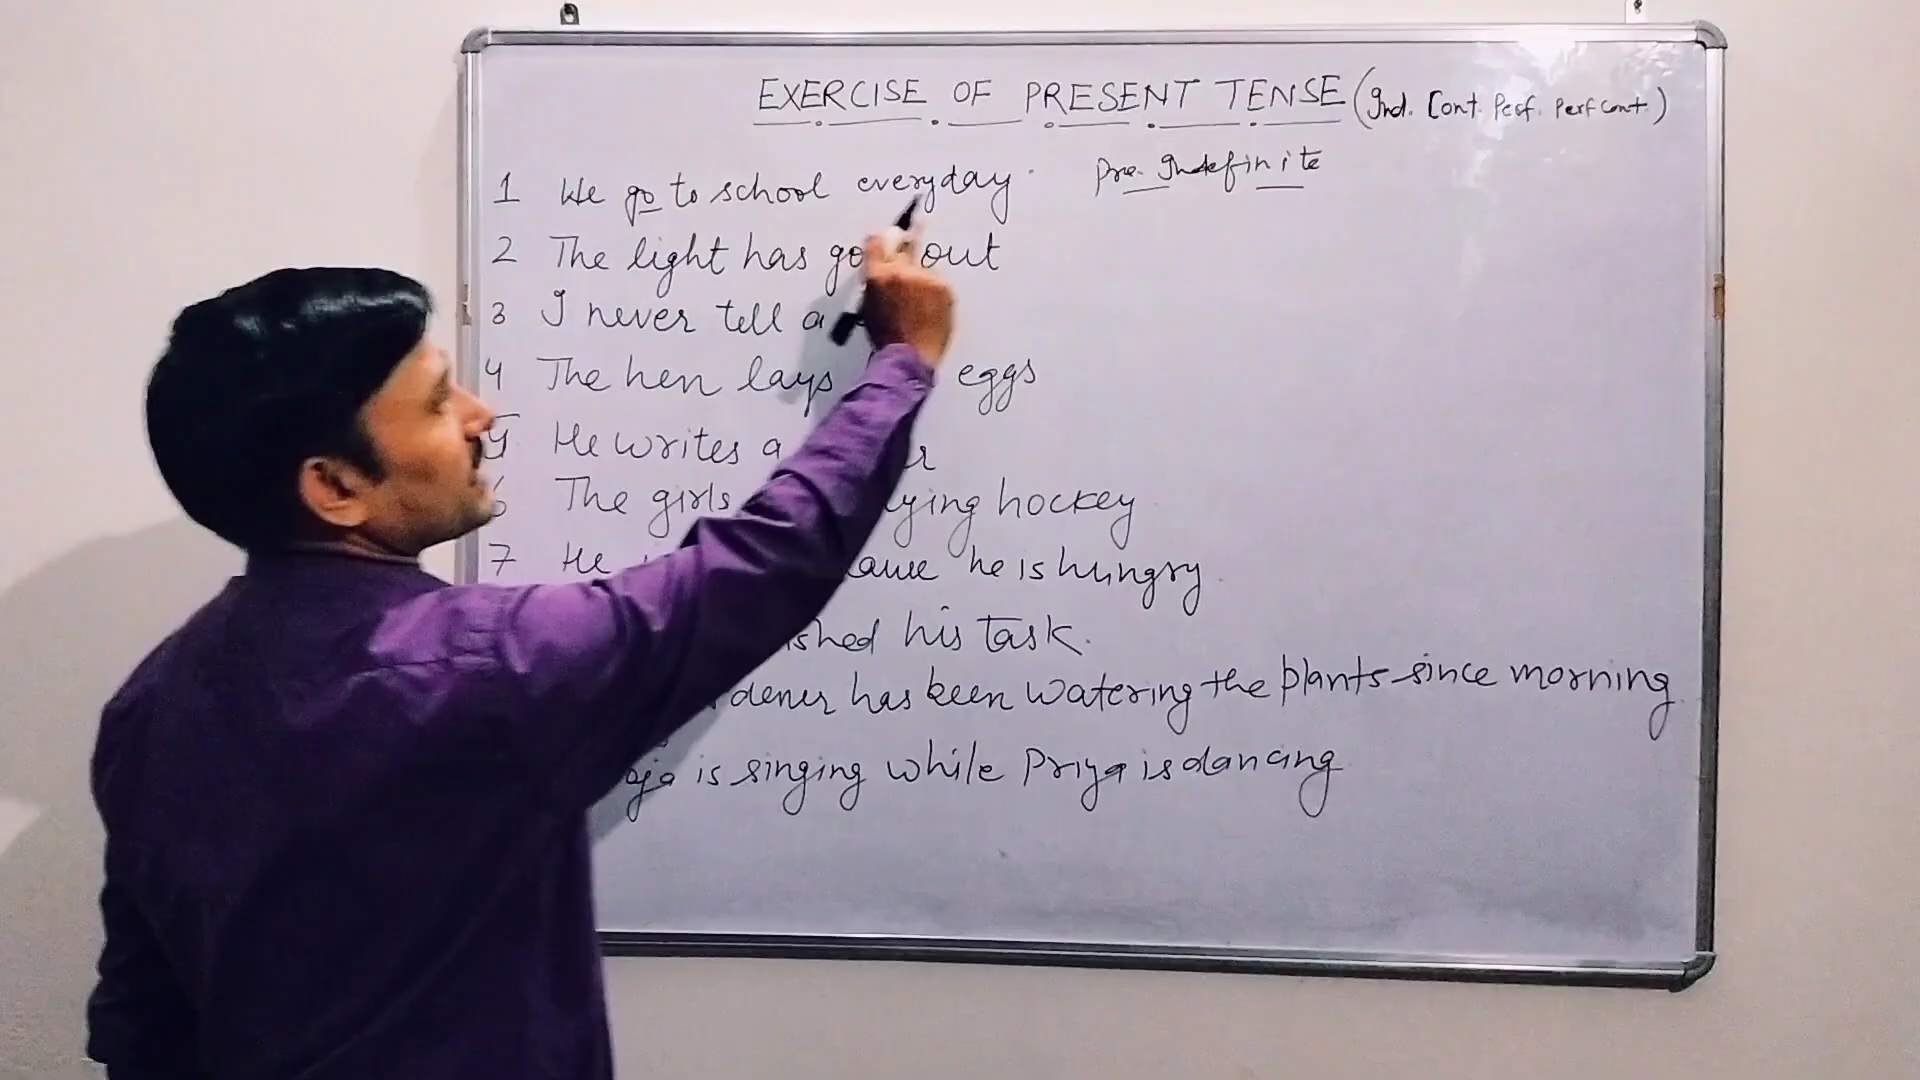 EXERCISE OF PRESENT TENSE (Ind. Cont. Perf. Perf cont.)
1 We go to school everyday. Pre. Indefinite
2 The light has out
3 I never tell a
4 The hen lays eggs
5 He writes a
6 The girls hockey
7 He he is hungry.
his task.
has been watering the plants since morning
is singing while Priya is dancing